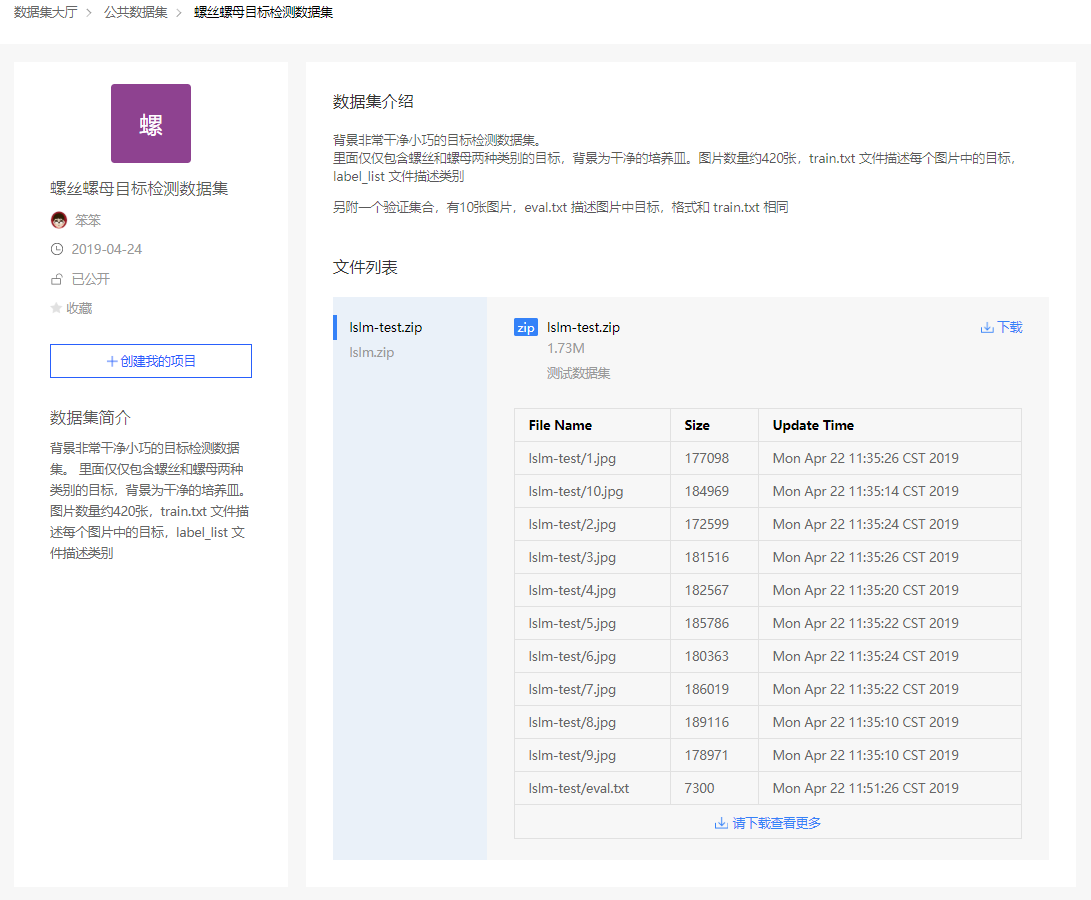 数据集大厅 > 公共数据集 > 螺丝螺母目标检测数据集
螺
螺丝螺母目标检测数据集
笨笨
2019-04-24
已公开
收藏
创建我的项目
数据集简介
背景非常干净小巧的目标检测数据
集。 里面仅仅包含螺丝和螺母两种
类别的目标，背景为干净的培养皿。
图片数量约420张，train.txt 文件描
述每个图片中的目标，label_list 文
件描述类别
数据集介绍
背景非常干净小巧的目标检测数据集。
里面仅仅包含螺丝和螺母两种类别的目标，背景为干净的培养皿。图片数量约420张，train.txt 文件描述每个图片中的目标，
label_list 文件描述类别
另附一个验证集合，有10张图片，eval.txt 描述图片中目标，格式和 train.txt 相同
文件列表
lslm-test.zip
lslm.zip
zip lslm-test.zip 下载
1.73M
测试数据集
File Name Size Update Time
lslm-test/1.jpg 177098 Mon Apr 22 11:35:26 CST 2019
lslm-test/10.jpg 184969 Mon Apr 22 11:35:14 CST 2019
lslm-test/2.jpg 172599 Mon Apr 22 11:35:24 CST 2019
lslm-test/3.jpg 181516 Mon Apr 22 11:35:26 CST 2019
lslm-test/4.jpg 182567 Mon Apr 22 11:35:20 CST 2019
lslm-test/5.jpg 185786 Mon Apr 22 11:35:22 CST 2019
lslm-test/6.jpg 180363 Mon Apr 22 11:35:24 CST 2019
lslm-test/7.jpg 186019 Mon Apr 22 11:35:22 CST 2019
lslm-test/8.jpg 189116 Mon Apr 22 11:35:10 CST 2019
lslm-test/9.jpg 178971 Mon Apr 22 11:35:10 CST 2019
lslm-test/eval.txt 7300 Mon Apr 22 11:51:26 CST 2019
请下载查看更多